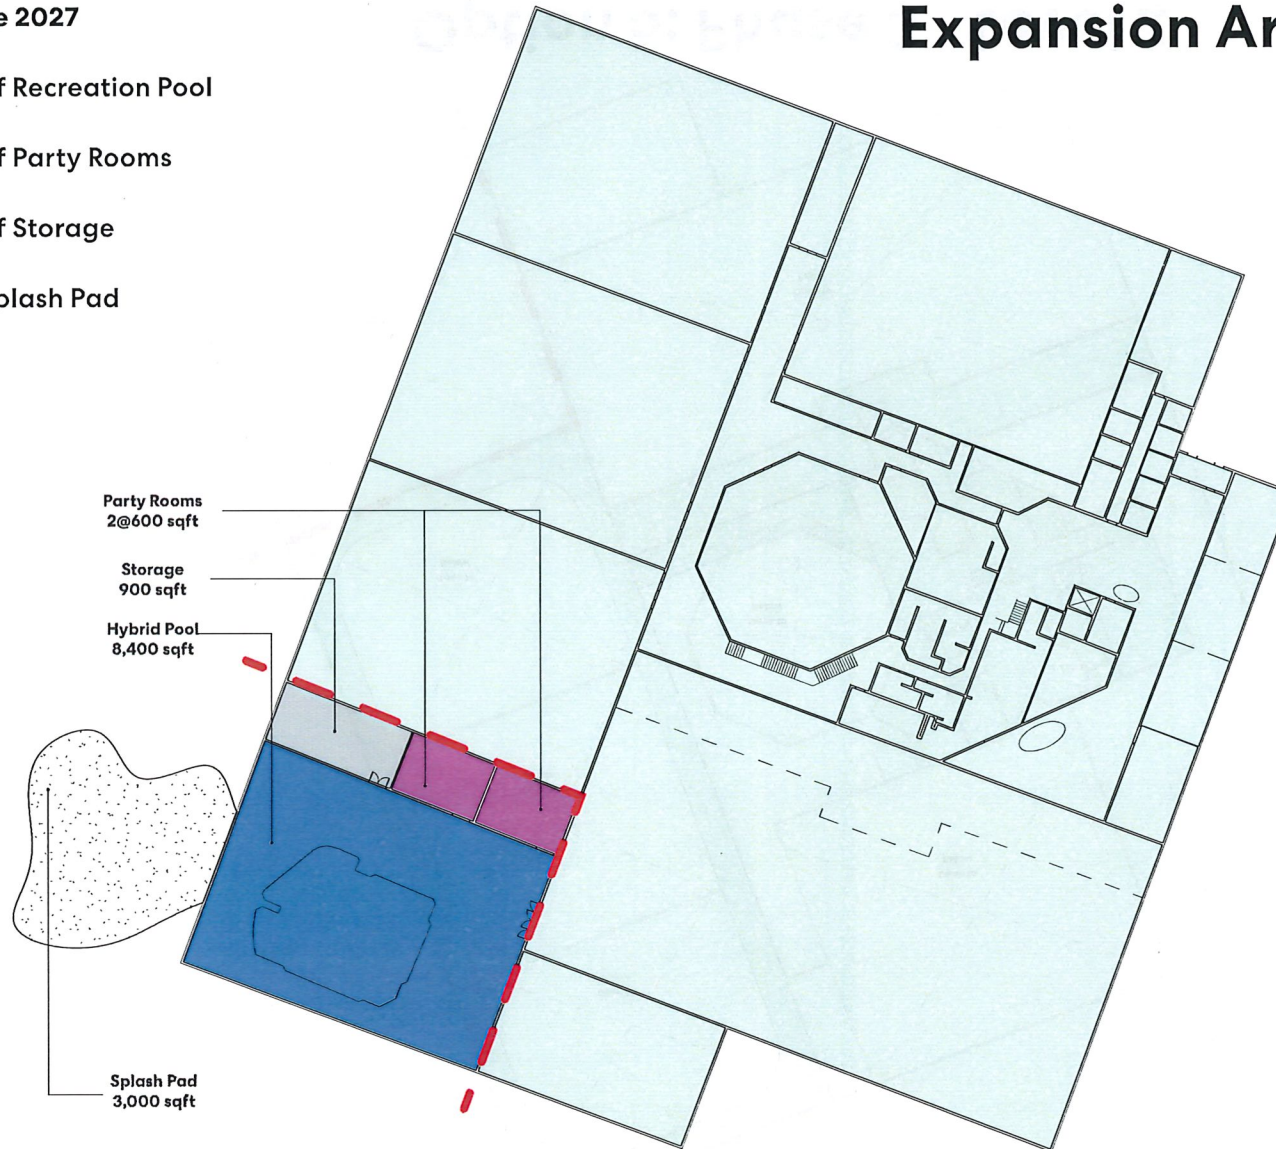 e 2027
Expansion Ar
f Recreation Pool
f Party Rooms
f Storage
plash Pad
Party Rooms
2@600 sqft
Storage
900 sqft
Hybrid Pool
8,400 sqft
Splash Pad
3,000 sqft